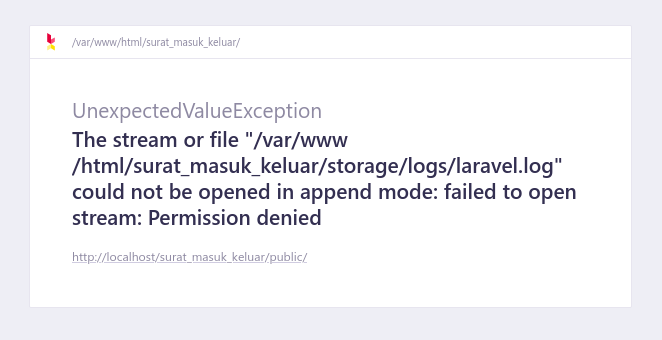 /var/www/html/surat_masuk_keluar/
UnexpectedValueException
The stream or file "/var/www
/html/surat_masuk_keluar/storage/logs/laravel.log"
could not be opened in append mode: failed to open
stream: Permission denied
http://localhost/surat_masuk_keluar/public/